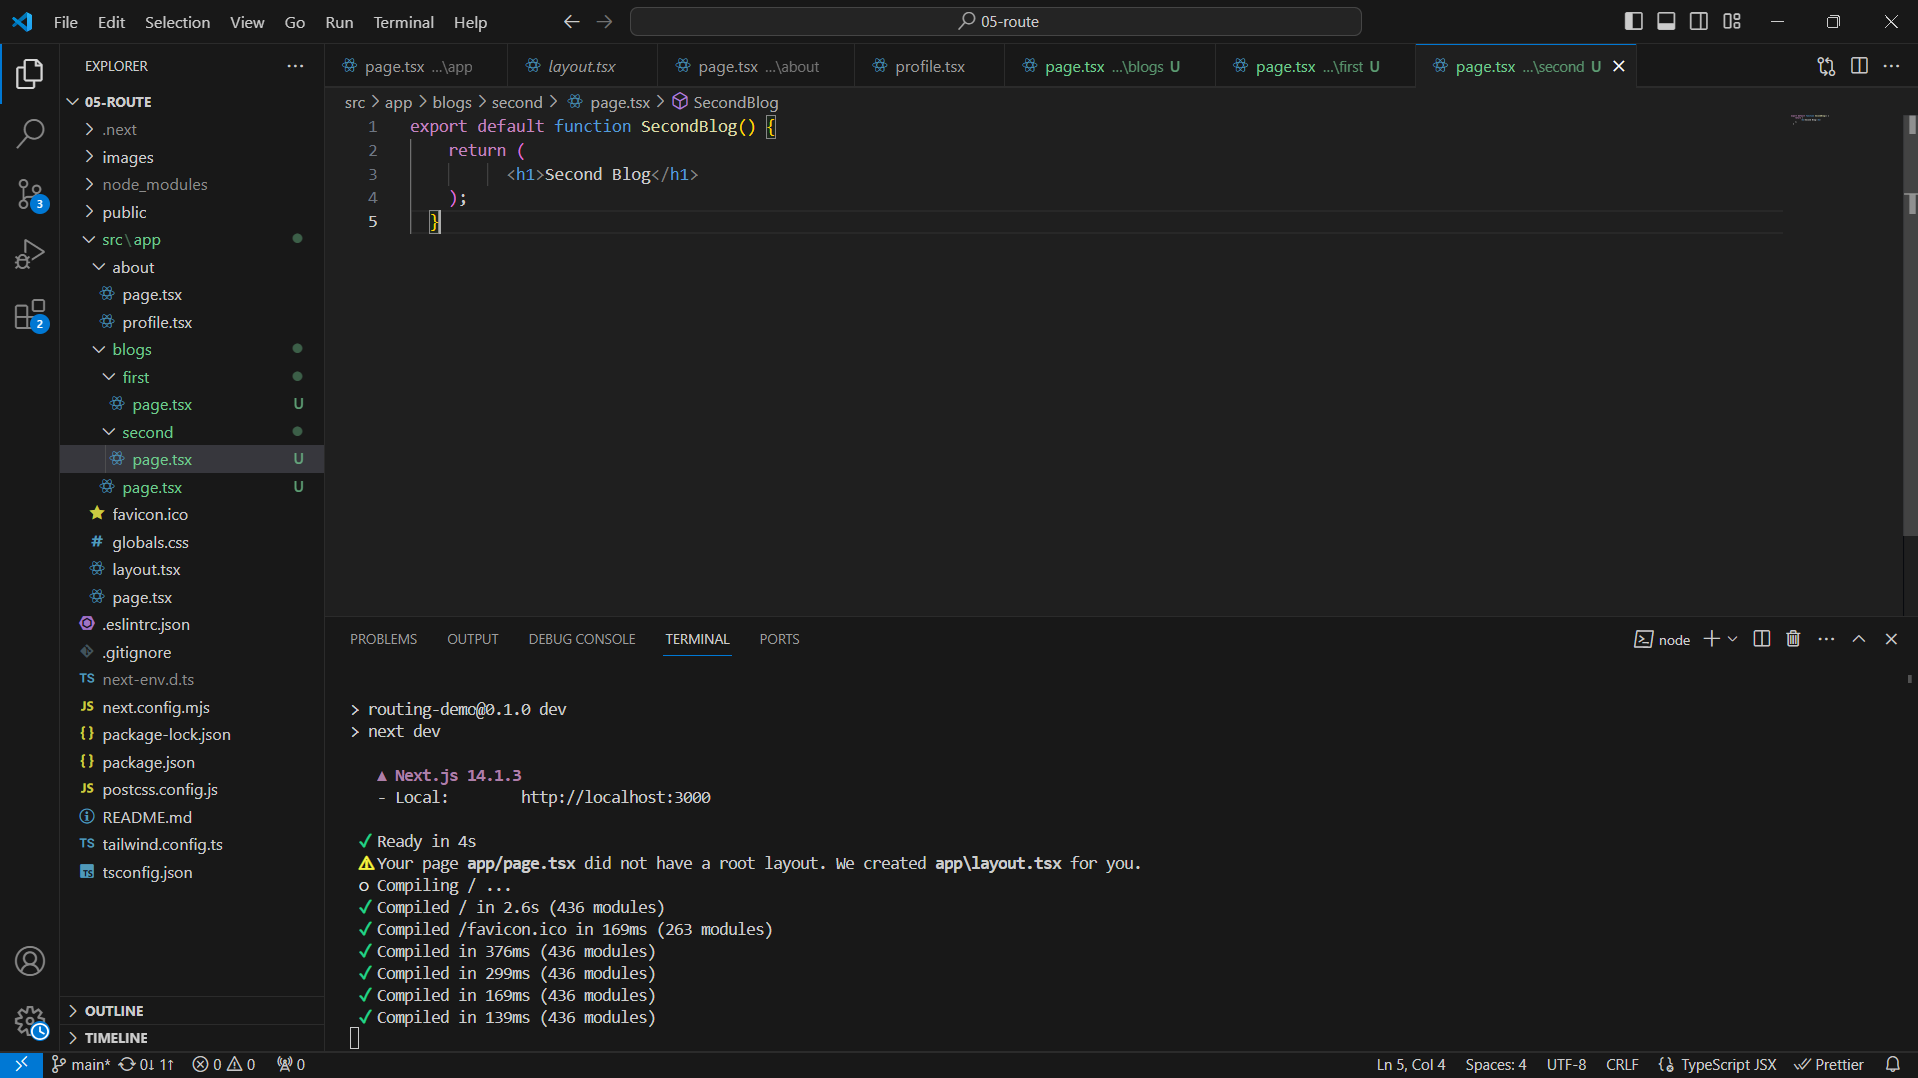 File Edit Selection View Go Run Terminal Help
05-route
EXPLORER
05-ROUTE
.next
images
node_modules
public
src\app
about
page.tsx
profile.tsx
blogs
first
page.tsx U
second
page.tsx U
page.tsx U
favicon.ico
globals.css
layout.tsx
page.tsx
.eslintrc.json
.gitignore
TS next-env.d.ts
JS next.config.mjs
{} package-lock.json
{} package.json
JS postcss.config.js
README.md
TS tailwind.config.ts
TS tsconfig.json
OUTLINE
TIMELINE
3
2
page.tsx ...\app
layout.tsx
page.tsx ...\about
profile.tsx
page.tsx ...\blogs U
page.tsx ...\first U
page.tsx ...\second U
src > app > blogs > second > page.tsx > SecondBlog
1 export default function SecondBlog() {
2 return (
3 <h1>Second Blog</h1>
4 );
5 }
PROBLEMS OUTPUT DEBUG CONSOLE TERMINAL PORTS
node
> routing-demo@0.1.0 dev
> next dev
▲ Next.js 14.1.3
- Local: http://localhost:3000
✓ Ready in 4s
⚠ Your page app/page.tsx did not have a root layout. We created app\layout.tsx for you.
○ Compiling / ...
✓ Compiled / in 2.6s (436 modules)
✓ Compiled /favicon.ico in 169ms (263 modules)
✓ Compiled in 376ms (436 modules)
✓ Compiled in 299ms (436 modules)
✓ Compiled in 169ms (436 modules)
✓ Compiled in 139ms (436 modules)
main* 0↓ 1↑ 0 0 0
Ln 5, Col 4 Spaces: 4 UTF-8 CRLF TypeScript JSX Prettier